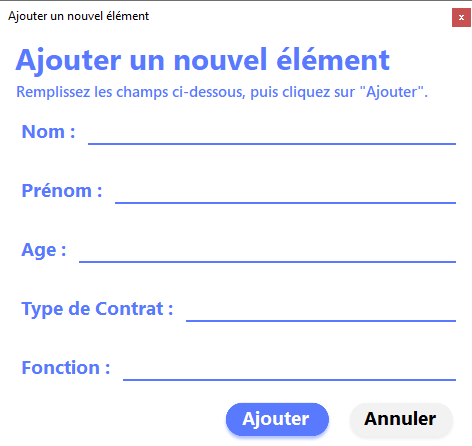 Ajouter un nouvel élément
x
Ajouter un nouvel élément
Remplissez les champs ci-dessous, puis cliquez sur "Ajouter".
Nom :
Prénom :
Age :
Type de Contrat :
Fonction :
Ajouter Annuler